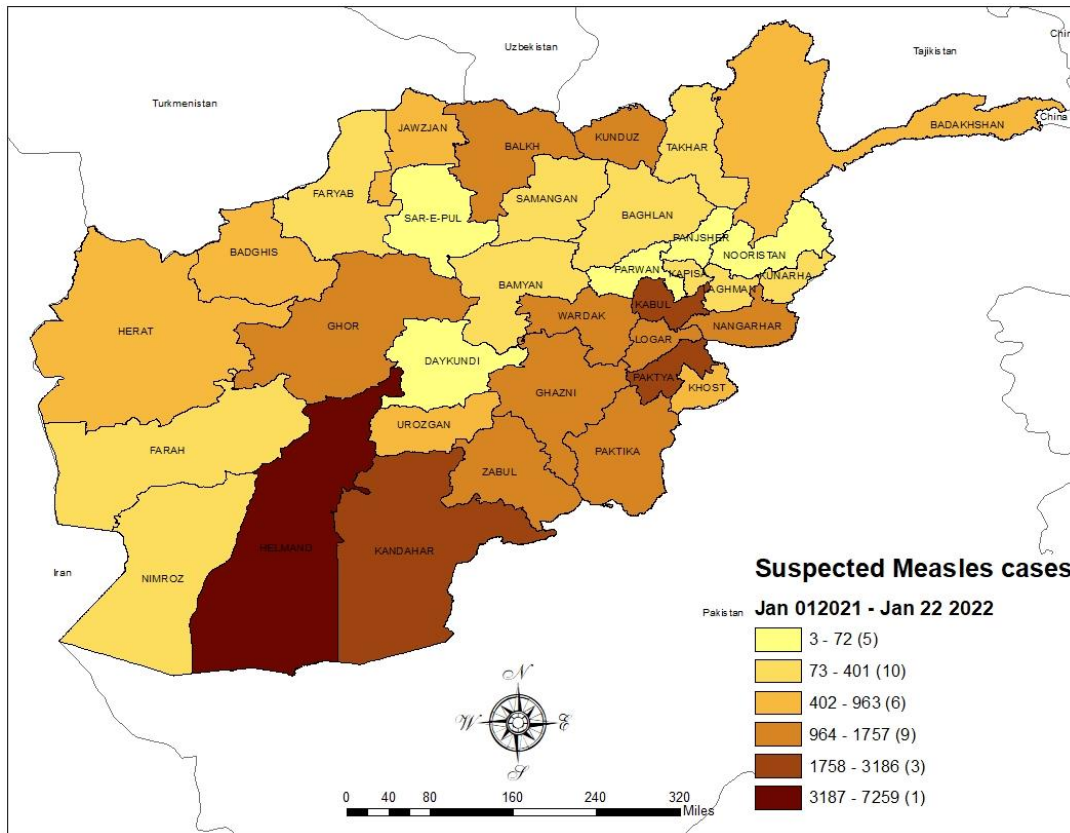 Uzbekistan
Tajikistan
Chin
Turkmenistan
China
JAWZJAN
BALKH
KUNDUZ
TAKHAR
BADAKHSHAN
FARYAB
SAR-E-PUL
SAMANGAN
BAGHLAN
PANJSHER
NOORISTAN
BADGHIS
PARWAN
KAPISA
KUNARHA
BAMYAN
AGHMAN
HERAT
GHOR
WARDAK
KABUL
NANGARHAR
LOGAR
DAYKUNDI
PAKTYA
KHOST
GHAZNI
UROZGAN
FARAH
PAKTIKA
ZABUL
HELMAND
KANDAHAR
Iran
NIMROZ
Pakistan
Suspected Measles cases
Jan 012021 - Jan 22 2022
3 - 72 (5)
73 - 401 (10)
402 - 963 (6)
964 - 1757 (9)
1758 - 3186 (3)
3187 - 7259 (1)
N
W E
S
0 40 80 160 240 320
Miles